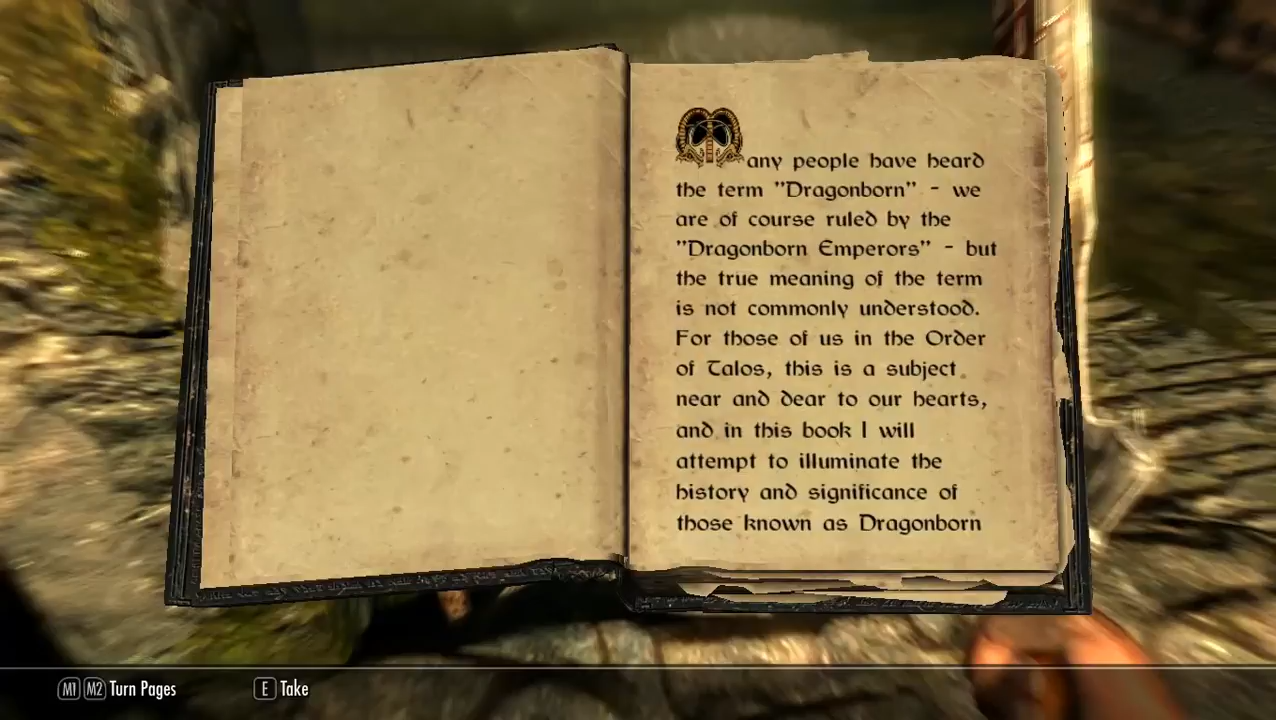 Many people have heard
the term "Dragonborn" - we
are of course ruled by the
"Dragonborn Emperors" - but
the true meaning of the term
is not commonly understood.
For those of us in the Order
of Talos, this is a subject
near and dear to our hearts,
and in this book I will
attempt to illuminate the
history and significance of
those known as Dragonborn
M1 M2 Turn Pages
E Take